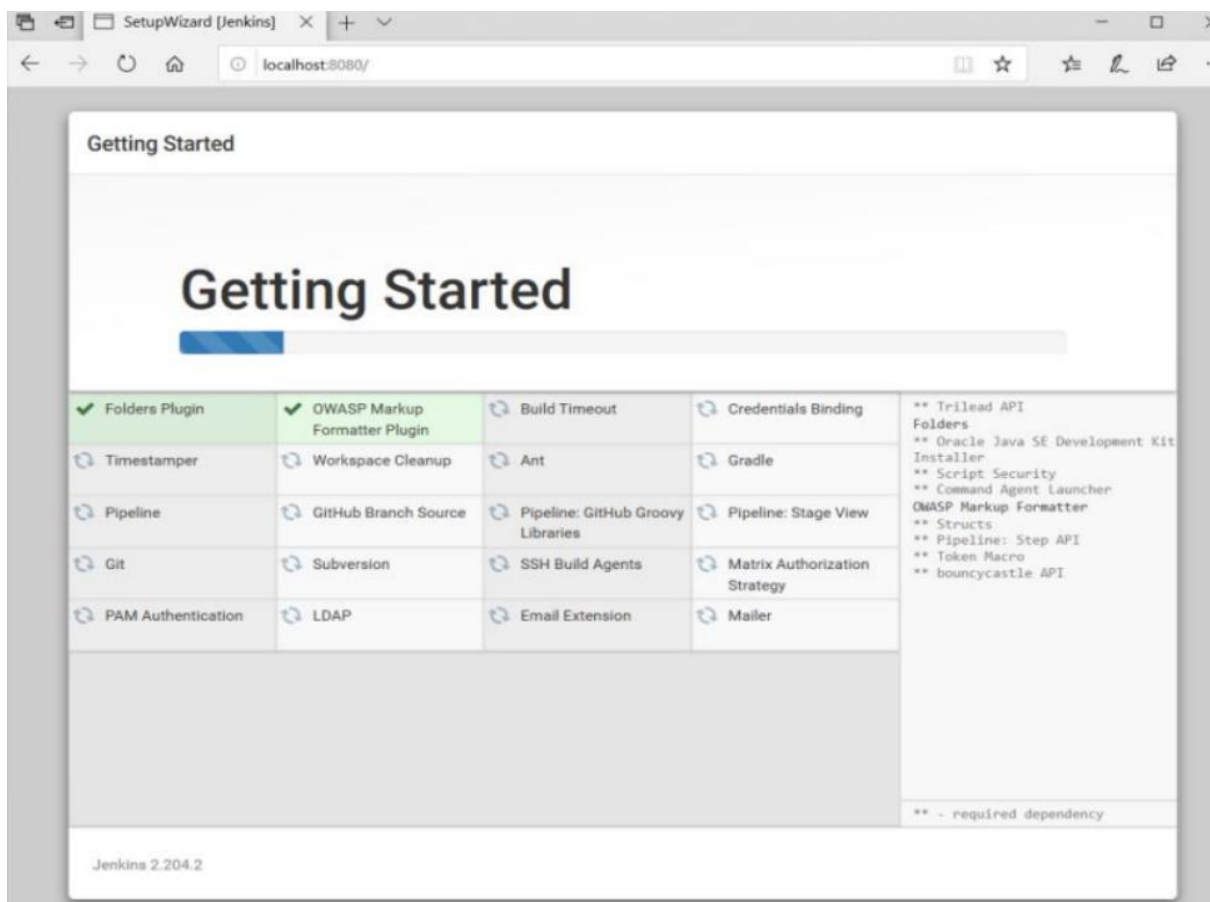 SetupWizard [Jenkins]
localhost:8080/
Getting Started
Getting Started
Folders Plugin
OWASP Markup
Formatter Plugin
Build Timeout
Credentials Binding
Timestamper
Workspace Cleanup
Ant
Gradle
Pipeline
GitHub Branch Source
Pipeline: GitHub Groovy
Libraries
Pipeline: Stage View
Git
Subversion
SSH Build Agents
Matrix Authorization
Strategy
PAM Authentication
LDAP
Email Extension
Mailer
** Trilead API
Folders
** Oracle Java SE Development Kit
Installer
** Script Security
** Command Agent Launcher
OWASP Markup Formatter
** Structs
** Pipeline: Step API
** Token Macro
** bouncycastle API
** - required dependency
Jenkins 2.204.2